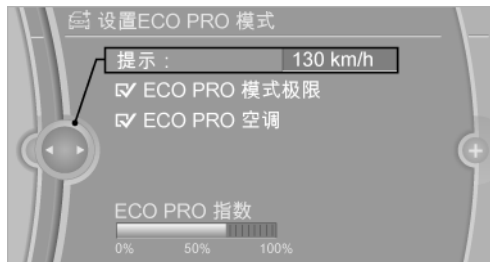 设置ECO PRO 模式
提示： 130 km/h
ECO PRO 模式极限
ECO PRO 空调
ECO PRO 指数
0% 50% 100%